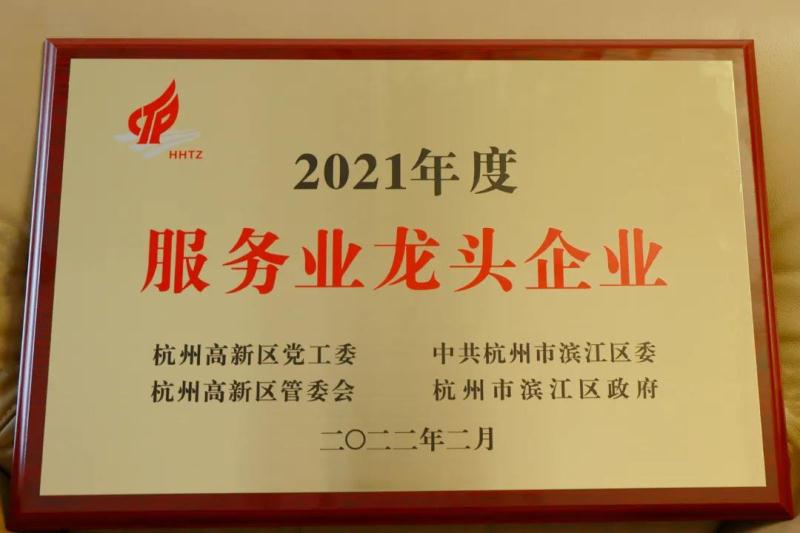 HHTZ
2021年度
服务业龙头企业
杭州高新区党工委 中共杭州市滨江区委
杭州高新区管委会 杭州市滨江区政府
二〇二二年二月